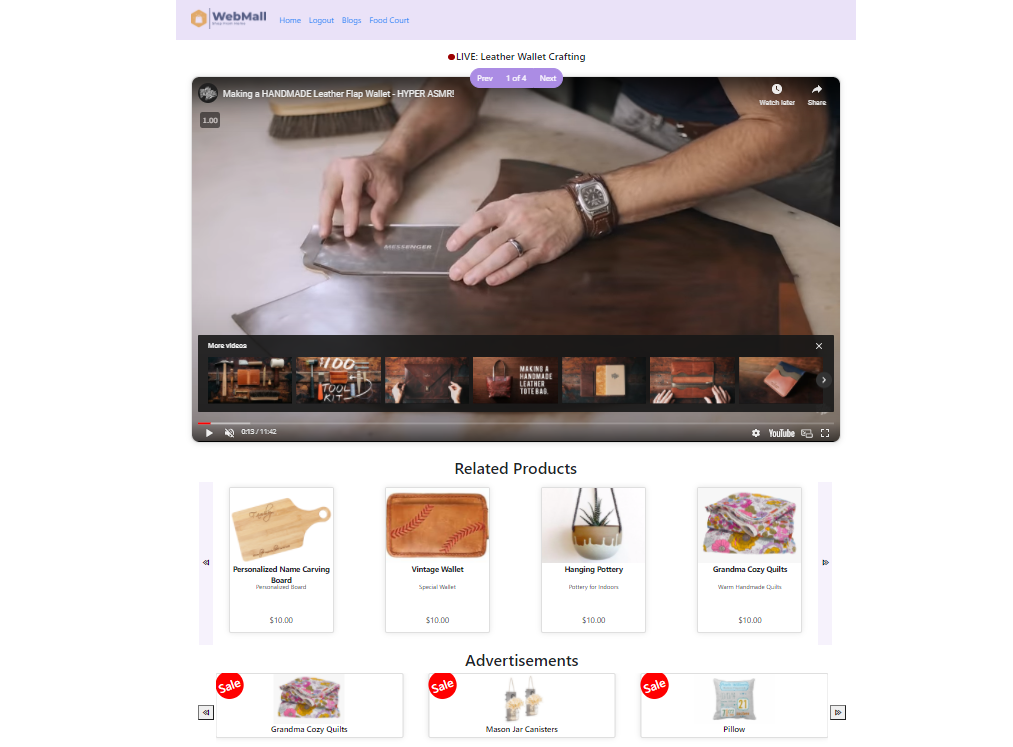 WebMall
Home Logout Blogs Food Court
LIVE: Leather Wallet Crafting
Prev 1 of 4 Next
Making a HANDMADE Leather Flap Wallet - HYPER ASMR!
Watch later Share
1.00
MESSENGER
More videos
100 TOOL KIT
MAKING A
HANDMADE
LEATHER
TOTE BAG.
0:13 / 11:42
YouTube
Related Products
Personalized Name Carving Board
Personalized Board
$10.00
Vintage Wallet
Special Wallet
$10.00
Hanging Pottery
Pottery for Indoors
$10.00
Grandma Cozy Quilts
Warm Handmade Quilts
$10.00
Advertisements
Sale
Grandma Cozy Quilts
Sale
Mason Jar Canisters
Sale
Pillow